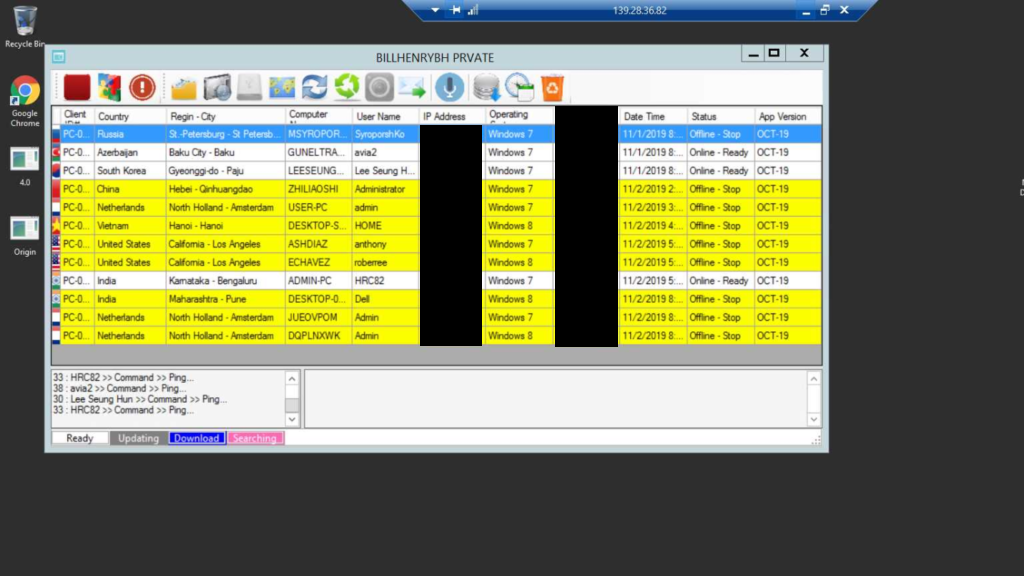 139.28.36.82
Recycle Bin
BILLHENRYBH PRVATE
Google
Chrome
4.0
Origin
Client Country Regin - City Computer User Name IP Address Operating Date Time Status App Version
PC-0... Russia St.-Petersburg - St Petersb... MSYROPOR... SyroporshKo Windows 7 11/1/2019 8:... Offline - Stop OCT-19
PC-0... Azerbaijan Baku City - Baku GUNELTRA... avia2 Windows 7 11/1/2019 8:... Online - Ready OCT-19
PC-0... South Korea Gyeonggi-do - Paju LEESEUNG... Lee Seung H... Windows 7 11/1/2019 8:... Online - Ready OCT-19
PC-0... China Hebei - Qinhuangdao ZHILIAOSHI Administrator Windows 7 11/2/2019 2:... Offline - Stop OCT-19
PC-0... Netherlands North Holland - Amsterdam USER-PC admin Windows 7 11/2/2019 3:... Offline - Stop OCT-19
PC-0... Vietnam Hanoi - Hanoi DESKTOP-S... HOME Windows 8 11/2/2019 4:... Offline - Stop OCT-19
PC-0... United States California - Los Angeles ASHDIAZ anthony Windows 7 11/2/2019 5:... Offline - Stop OCT-19
PC-0... United States California - Los Angeles ECHAVEZ roberree Windows 8 11/2/2019 5:... Offline - Stop OCT-19
PC-0... India Karnataka - Bengaluru ADMIN-PC HRC82 Windows 7 11/2/2019 5:... Online - Ready OCT-19
PC-0... India Maharashtra - Pune DESKTOP-0... Dell Windows 8 11/2/2019 8:... Offline - Stop OCT-19
PC-0... Netherlands North Holland - Amsterdam JUEOVPOM Admin Windows 7 11/2/2019 8:... Offline - Stop OCT-19
PC-0... Netherlands North Holland - Amsterdam DQPLNXWK Admin Windows 8 11/2/2019 8:... Offline - Stop OCT-19
33 : HRC82 >> Command >> Ping...
38 : avia2 >> Command >> Ping...
30 : Lee Seung Hun >> Command >> Ping...
33 : HRC82 >> Command >> Ping...
Ready Updating Download Searching